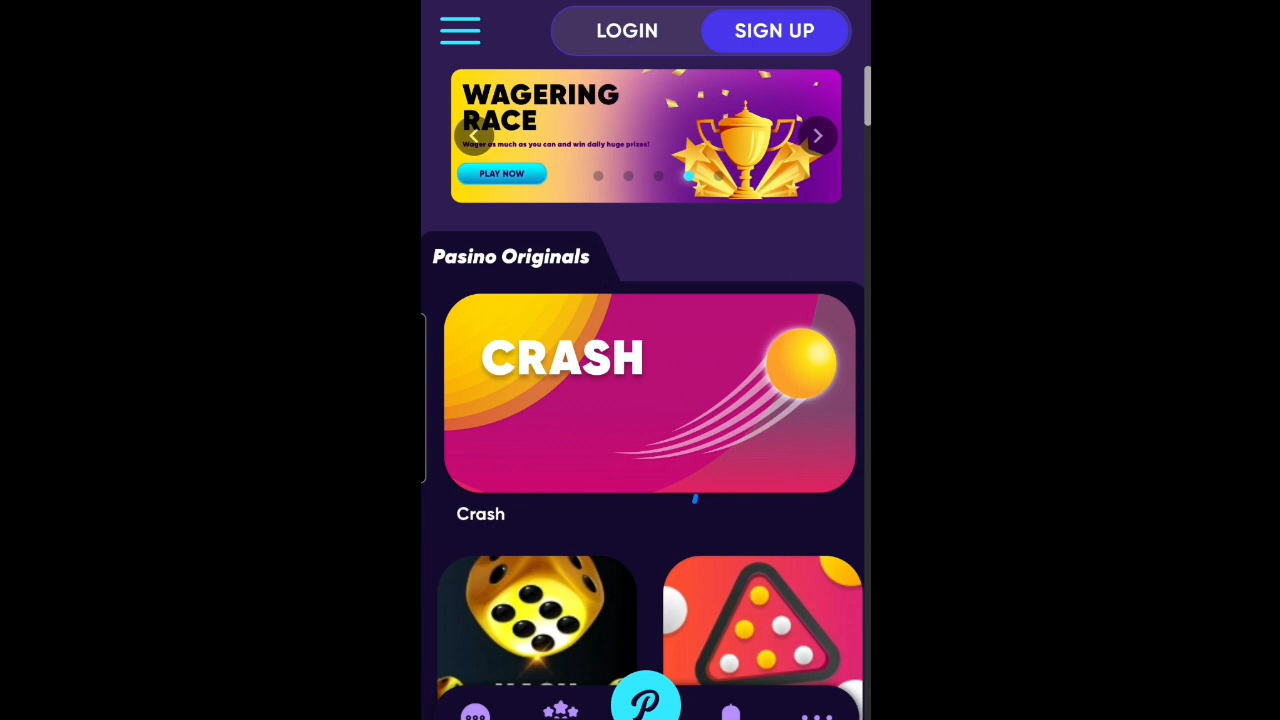 LOGIN
SIGN UP
WAGERING
RACE
Wager as much as you can and win daily huge prizes!
PLAY NOW
Pasino Originals
CRASH
Crash